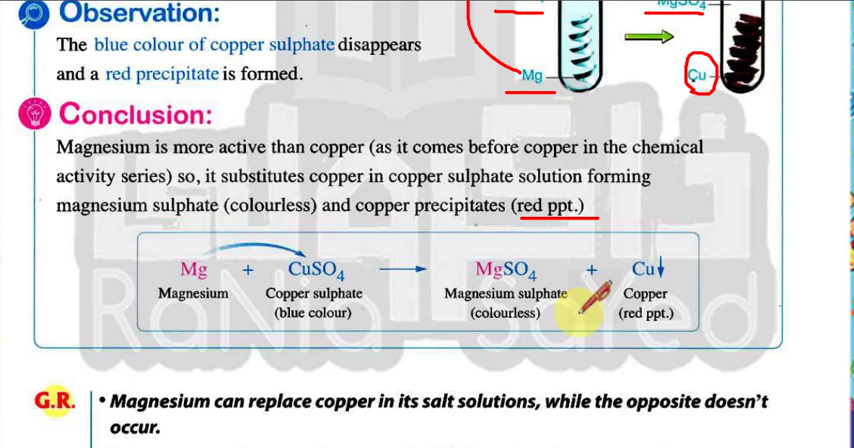 Observation:
MgSO4
The blue colour of copper sulphate disappears
and a red precipitate is formed.
Mg
Cu
Conclusion:
Magnesium is more active than copper (as it comes before copper in the chemical
activity series) so, it substitutes copper in copper sulphate solution forming
magnesium sulphate (colourless) and copper precipitates (red ppt.)
Mg + CuSO4 → MgSO4 + Cu↓
Magnesium Copper sulphate Magnesium sulphate Copper
(blue colour) (colourless) (red ppt.)
Rania Sayed
G.R. • Magnesium can replace copper in its salt solutions, while the opposite doesn't
occur.